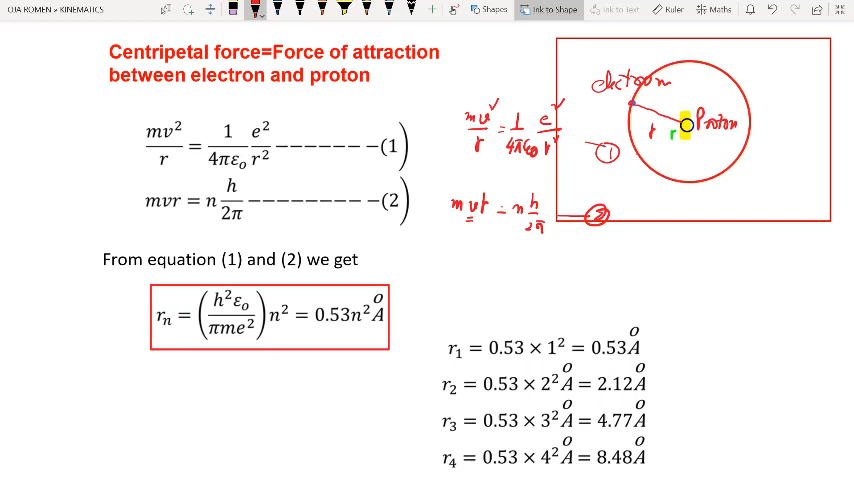 OJA ROMEN » KINEMATICS
Shapes
Ink to Shape
Ink to Text
Ruler
Maths
Centripetal force=Force of attraction
between electron and proton
mv²/r = 1/4πε₀ e²/r² − − − − − − −(1)
mvr = n h/2π − − − − − − − − −(2)
From equation (1) and (2) we get
rₙ = (h²ε₀/πme²) n² = 0.53n² Å
electron
Proton
r
r
mv²/r = 1/4πε₀ e²/r²
1
mvr = n h/2π
2
r₁ = 0.53 × 1² = 0.53Å
r₂ = 0.53 × 2²Å = 2.12Å
r₃ = 0.53 × 3²Å = 4.77Å
r₄ = 0.53 × 4²Å = 8.48Å